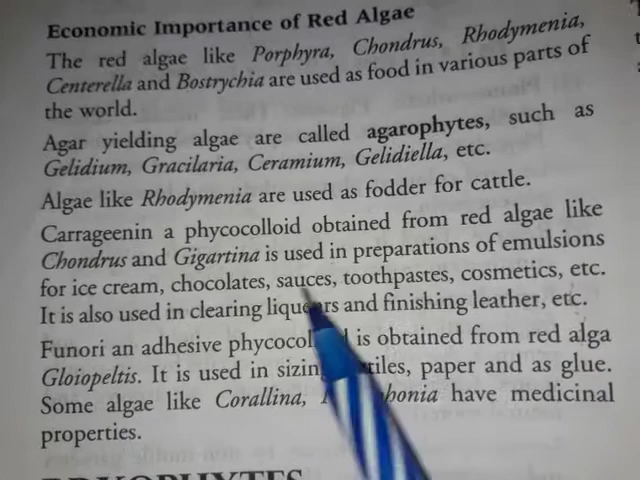 Economic Importance of Red Algae
The red algae like Porphyra, Chondrus, Rhodymenia,
Centerella and Bostrychia are used as food in various parts of
the world.
Agar yielding algae are called agarophytes, such as
Gelidium, Gracilaria, Ceramium, Gelidiella, etc.
Algae like Rhodymenia are used as fodder for cattle.
Carrageenin a phycocolloid obtained from red algae like
Chondrus and Gigartina is used in preparations of emulsions
for ice cream, chocolates, sauces, toothpastes, cosmetics, etc.
It is also used in clearing liqueurs and finishing leather, etc.
Funori an adhesive is obtained from red alga
Gloiopeltis. It is used in paper and as glue.
Some algae like Corallina, have medicinal
properties.